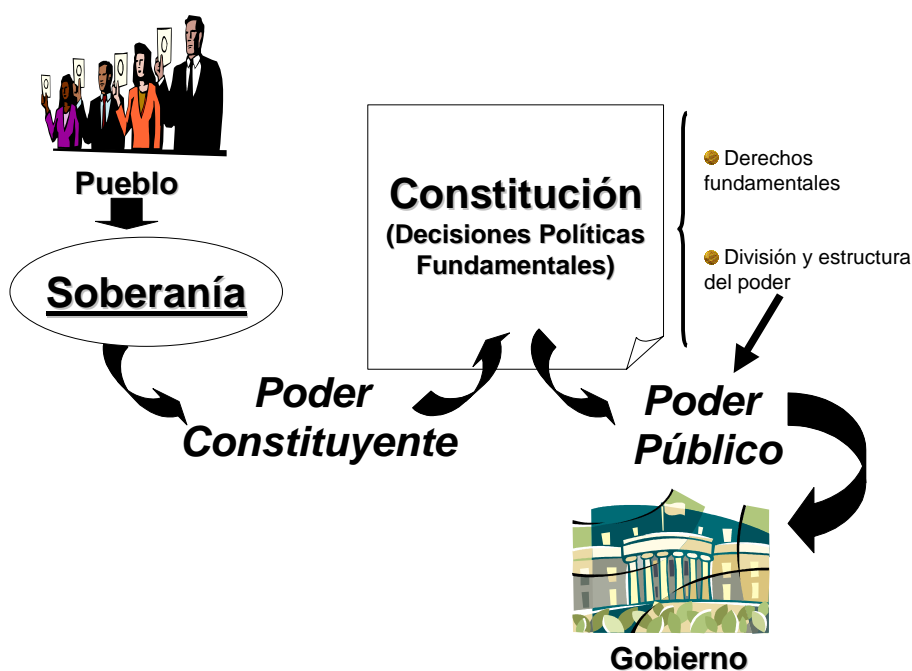 Pueblo
Soberanía
Poder
Constituyente
Constitución
(Decisiones Políticas
Fundamentales)
Derechos
fundamentales
División y estructura
del poder
Poder
Público
Gobierno